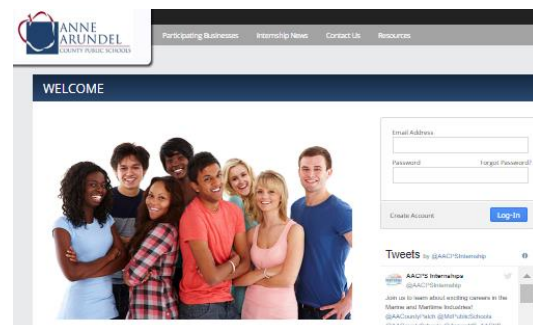 ANNE
ARUNDEL
COUNTY PUBLIC SCHOOLS
Participating Businesses Internship News Contact Us Resources
WELCOME
Email Address
Password Forgot Password?
Create Account Log-In
Tweets by @AACPSInternship
AACPS Internships
@AACPSInternship
Join us to learn about exciting careers in the
Marine and Maritime Industries!
@AACountyPatch @MdPublicSchools